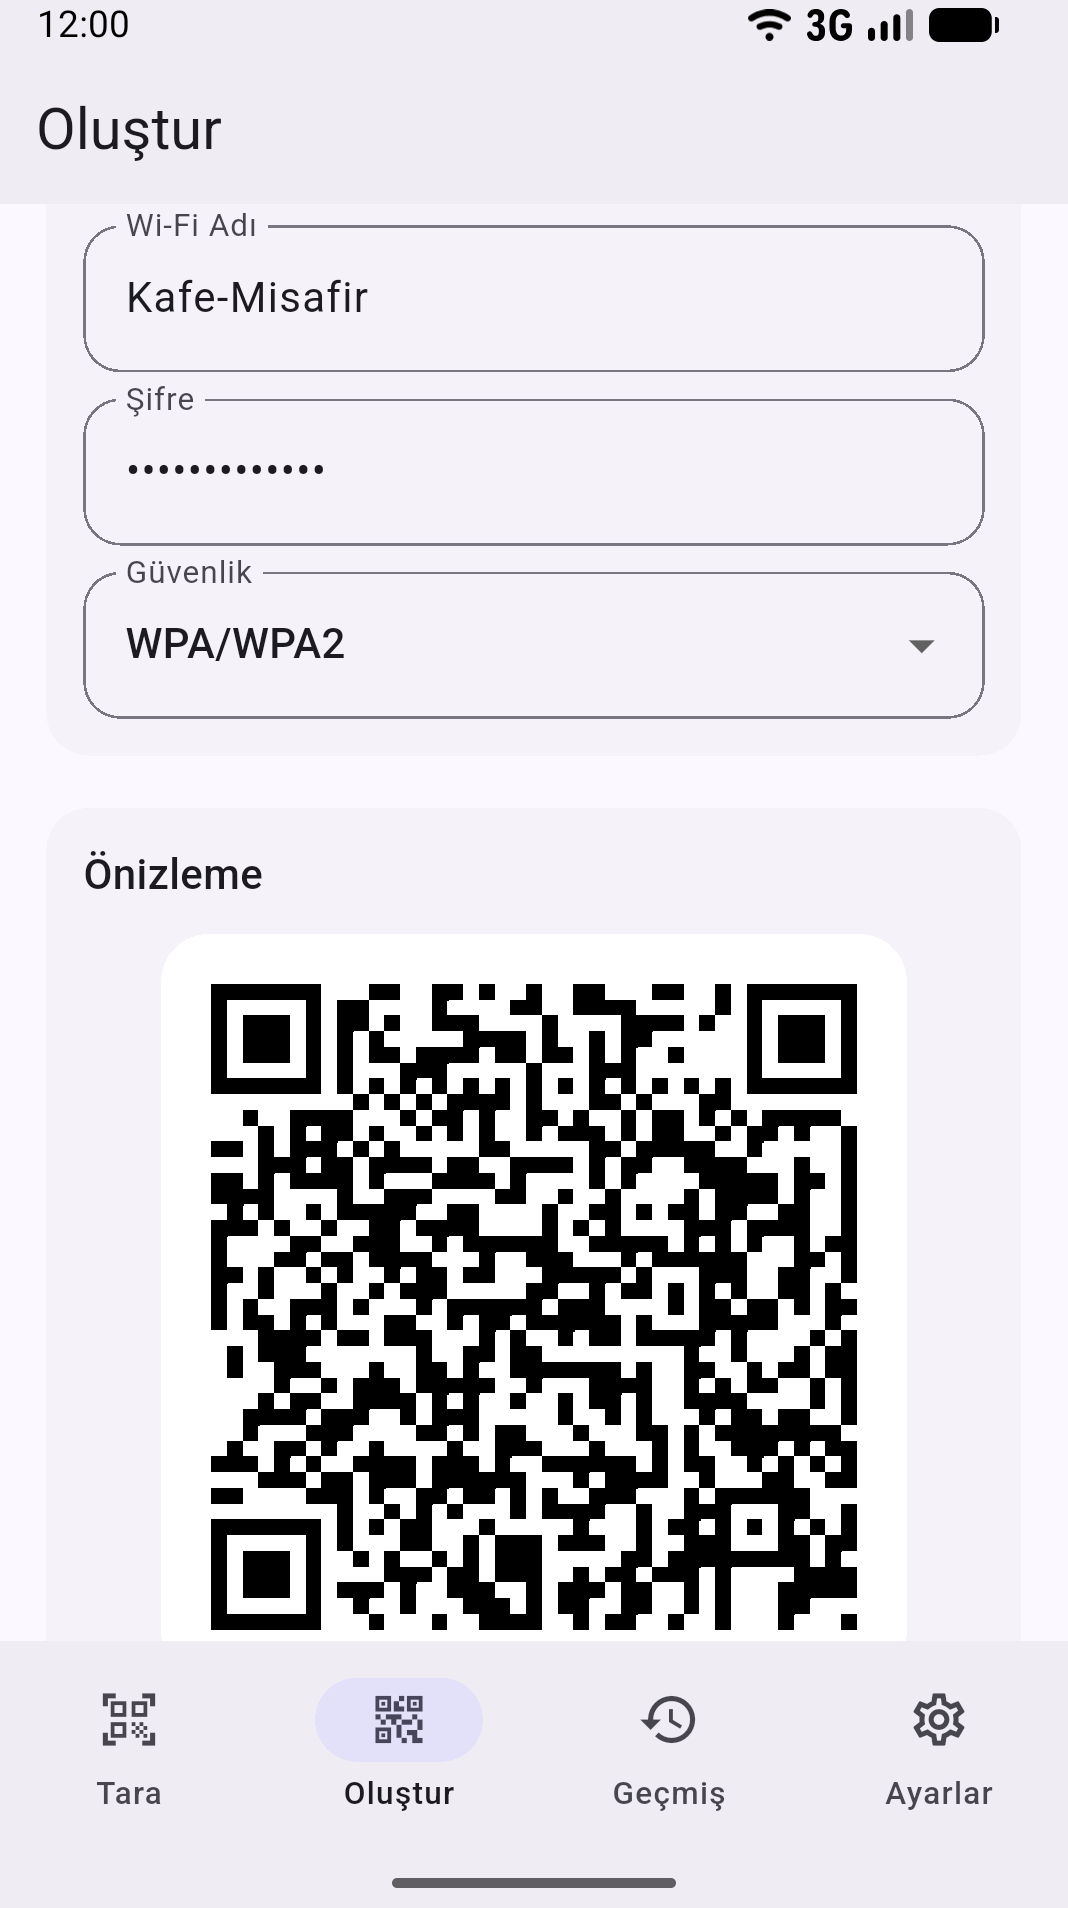 12:00
3G
Oluştur
Wi-Fi Adı
Kafe-Misafir
Şifre
•••••••••••••
Güvenlik
WPA/WPA2
Önizleme
Tara
Oluştur
Geçmiş
Ayarlar